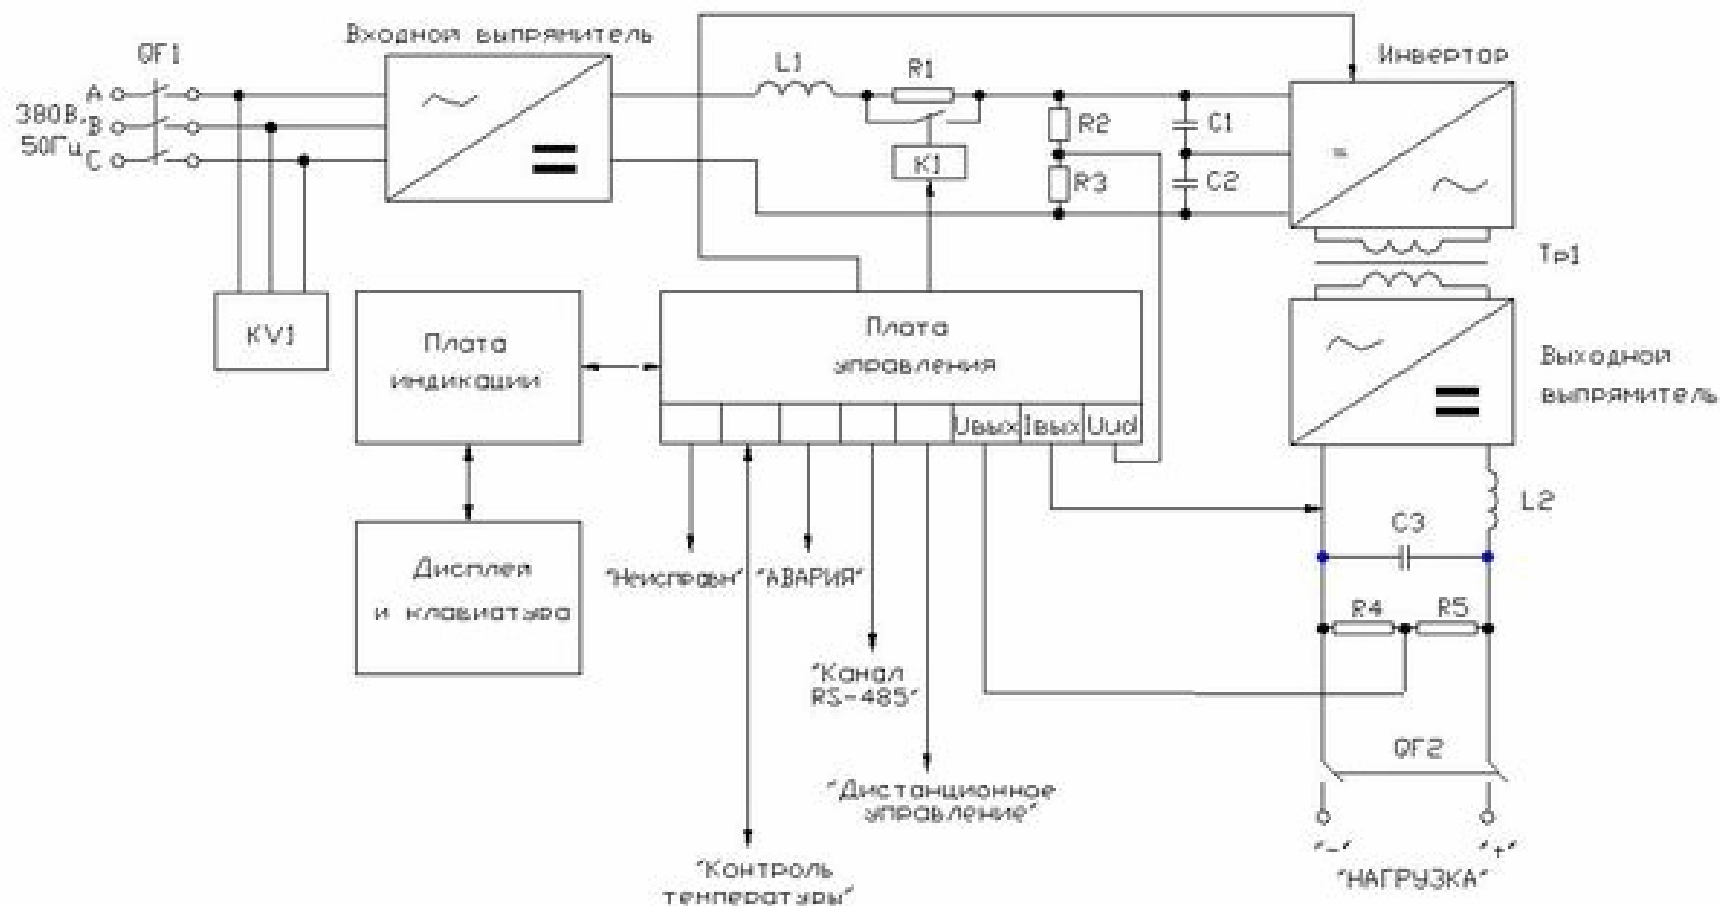 Входной выпрямитель
QF1
L1
R1
Инвертор
A
380В,
B
50Гц
C
R2
C1
K1
R3
C2
=
Тр1
KV1
Плата
индикации
Плата
управления
Uвых
Iвых
Uud
Выходной
выпрямитель
L2
C3
Дисплей
и клавиатура
"Неисправн"
"АВАРИЯ"
R4
R5
"Канал
RS-485"
QF2
"Дистанционное
управление"
"-"
"+"
"Контроль
температуры"
"НАГРУЗКА"